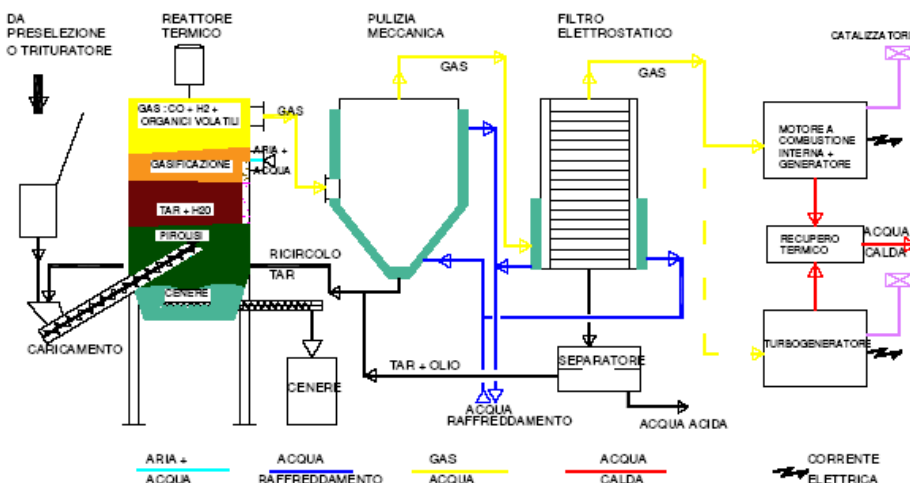 DA
PRESELEZIONE
O TRITURATORE
REATTORE
TERMICO
PULIZIA
MECCANICA
FILTRO
ELETTROSTATICO
CATALIZZATORE
GAS : CO + H2 +
ORGANICI VOLATILI
GAS
GAS
GAS
GASIFICAZIONE
ARIA +
ACQUA
TAR + H20
PIROLISI
CENERE
RICIRCOLO
TAR
MOTORE A
COMBUSTIONE
INTERNA +
GENERATORE
RECUPERO
TERMICO
ACQUA
CALDA
TURBOGENERATORE
CARICAMENTO
CENERE
TAR + OLIO
SEPARATORE
ACQUA
RAFFREDDAMENTO
ACQUA ACIDA
ARIA +
ACQUA
ACQUA
RAFFREDDAMENTO
GAS
ACQUA
ACQUA
CALDA
CORRENTE
ELETTRICA